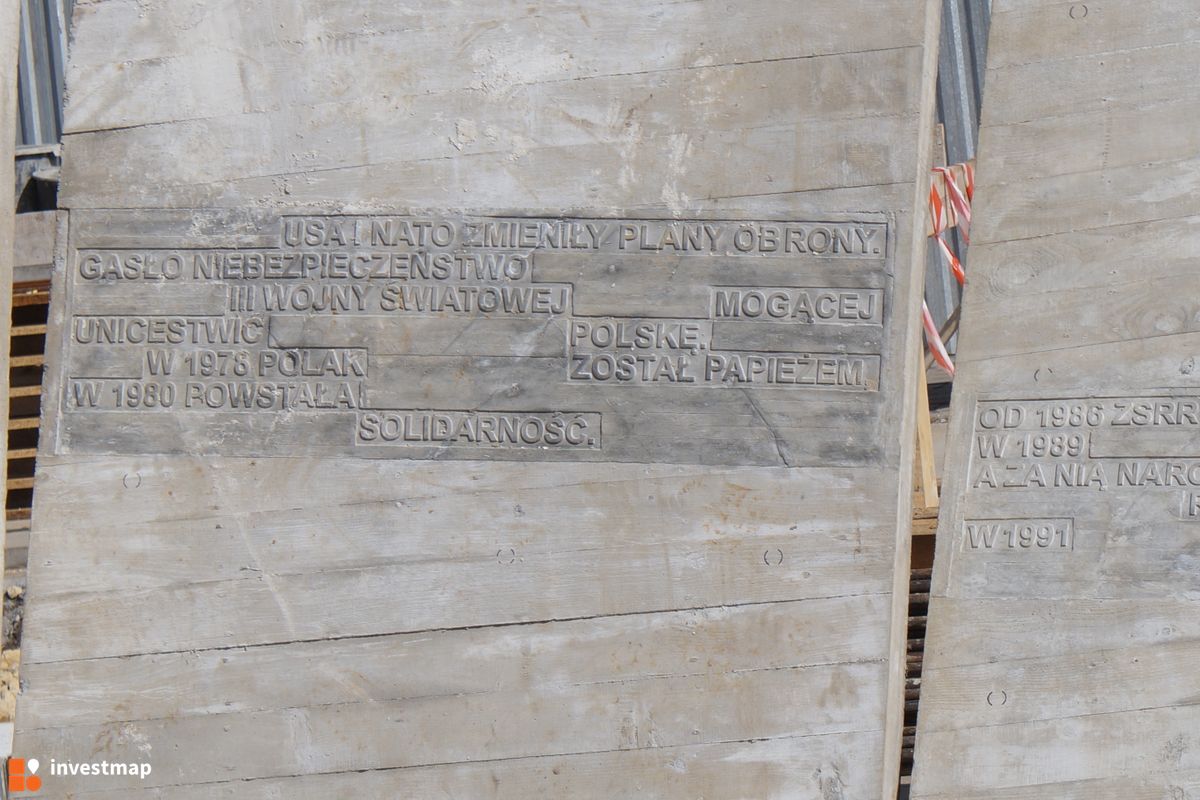 USA I NATO ZMIENIŁY PLANY OBRONY.
GASŁO NIEBEZPIECZEŃSTWO
III WOJNY ŚWIATOWEJ MOGĄCEJ
UNICESTWIĆ POLSKĘ.
W 1978 POLAK ZOSTAŁ PAPIEŻEM
W 1980 POWSTAŁA
SOLIDARNOŚĆ.
OD 1986 ZSRR
W 1989
A ZA NIĄ
W 1991
investmap